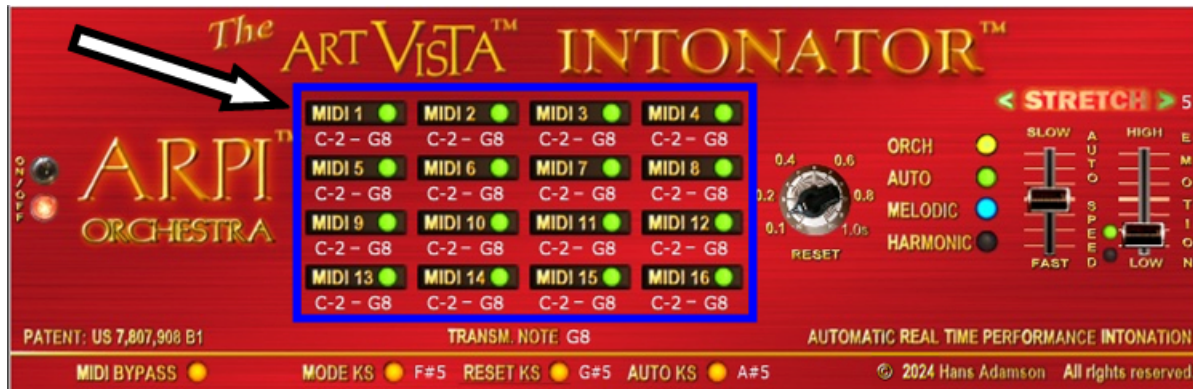 The ART VISTA™ INTONATOR™
ARPI™
ORCHESTRA
ON/OFF
MIDI 1 MIDI 2 MIDI 3 MIDI 4
C-2 – G8 C-2 – G8 C-2 – G8 C-2 – G8
MIDI 5 MIDI 6 MIDI 7 MIDI 8
C-2 – G8 C-2 – G8 C-2 – G8 C-2 – G8
MIDI 9 MIDI 10 MIDI 11 MIDI 12
C-2 – G8 C-2 – G8 C-2 – G8 C-2 – G8
MIDI 13 MIDI 14 MIDI 15 MIDI 16
C-2 – G8 C-2 – G8 C-2 – G8 C-2 – G8
0.4 0.6
0.2 0.8
0.1 1.0s
RESET
ORCH
AUTO
MELODIC
HARMONIC
< STRETCH > 5
SLOW
FAST
AUTO SPEED
HIGH
LOW
EMOTION
PATENT: US 7,807,908 B1
TRANSM. NOTE G8
AUTOMATIC REAL TIME PERFORMANCE INTONATION
MIDI BYPASS MODE KS F#5 RESET KS G#5 AUTO KS A#5 © 2024 Hans Adamson All rights reserved